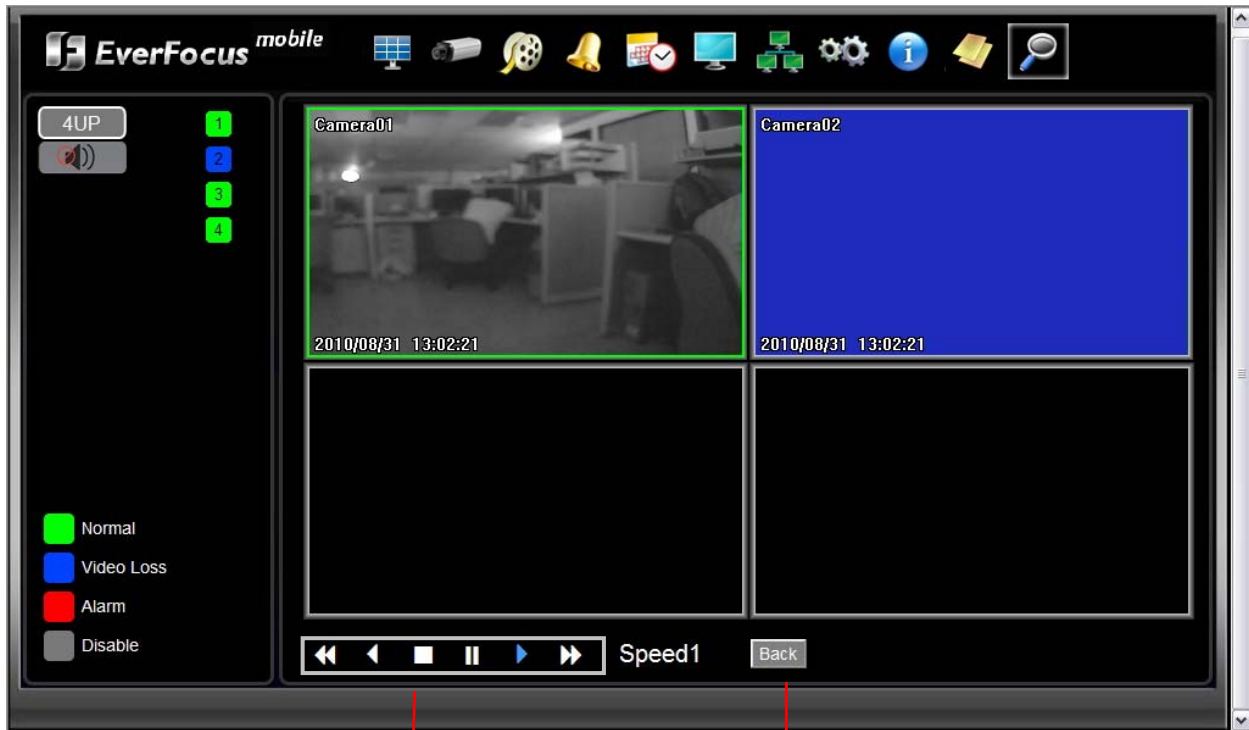 EverFocus mobile
4UP
1
2
3
4
Normal
Video Loss
Alarm
Disable
Camera01
2010/08/31 13:02:21
Camera02
2010/08/31 13:02:21
Speed1
Back